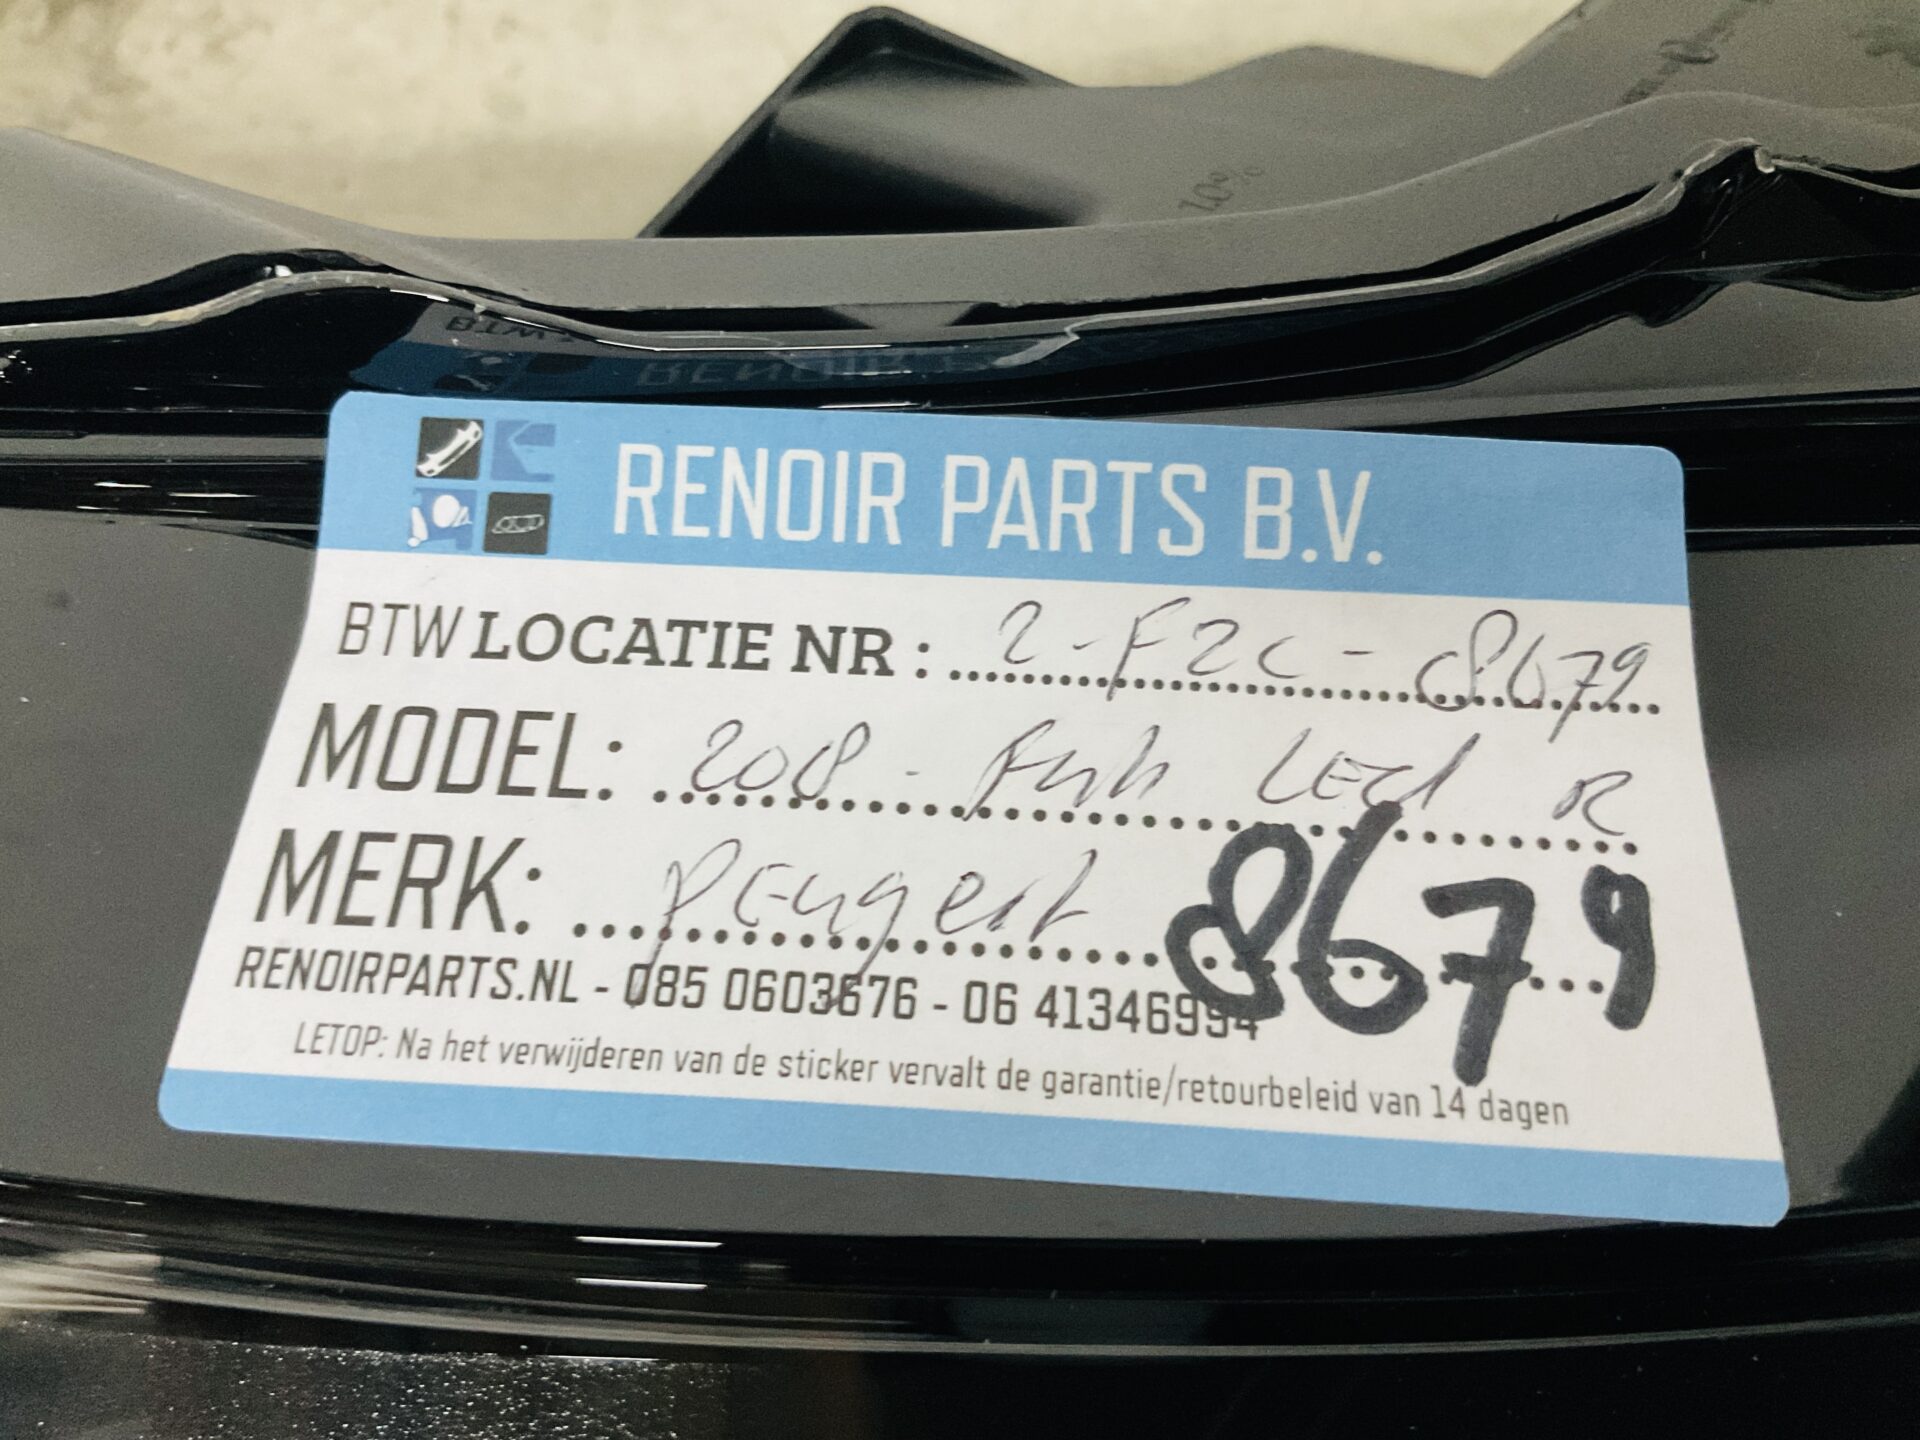 RENOIR PARTS B.V.
BTW LOCATIE NR: 2-F2C-8679
MODEL: 208 - Full LED R
MERK: Peugeot 8679
RENOIRPARTS.NL - 085 0603676 - 06 41346994
LETOP: Na het verwijderen van de sticker vervalt de garantie/retourbeleid van 14 dagen